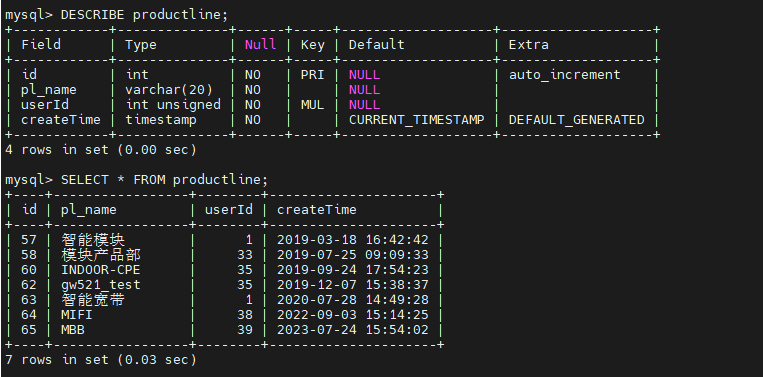 mysql> DESCRIBE productline;
+------------+--------------+------+-----+-------------------+-------------------+
| Field      | Type         | Null | Key | Default           | Extra             |
+------------+--------------+------+-----+-------------------+-------------------+
| id         | int          | NO   | PRI | NULL              | auto_increment    |
| pl_name    | varchar(20)  | NO   |     | NULL              |                   |
| userId     | int unsigned | NO   | MUL | NULL              |                   |
| createTime | timestamp    | NO   |     | CURRENT_TIMESTAMP | DEFAULT_GENERATED |
+------------+--------------+------+-----+-------------------+-------------------+
4 rows in set (0.00 sec)
mysql> SELECT * FROM productline;
+----+-----------------+--------+---------------------+
| id | pl_name         | userId | createTime          |
+----+-----------------+--------+---------------------+
| 57 | 智能模块        |      1 | 2019-03-18 16:42:42 |
| 58 | 模块产品部      |     33 | 2019-07-25 09:09:33 |
| 60 | INDOOR-CPE      |     35 | 2019-09-24 17:54:23 |
| 62 | gw521_test      |     35 | 2019-12-07 15:38:37 |
| 63 | 智能宽带        |      1 | 2020-07-28 14:49:28 |
| 64 | MIFI            |     38 | 2022-09-03 15:14:25 |
| 65 | MBB             |     39 | 2023-07-24 15:54:02 |
+----+-----------------+--------+---------------------+
7 rows in set (0.03 sec)